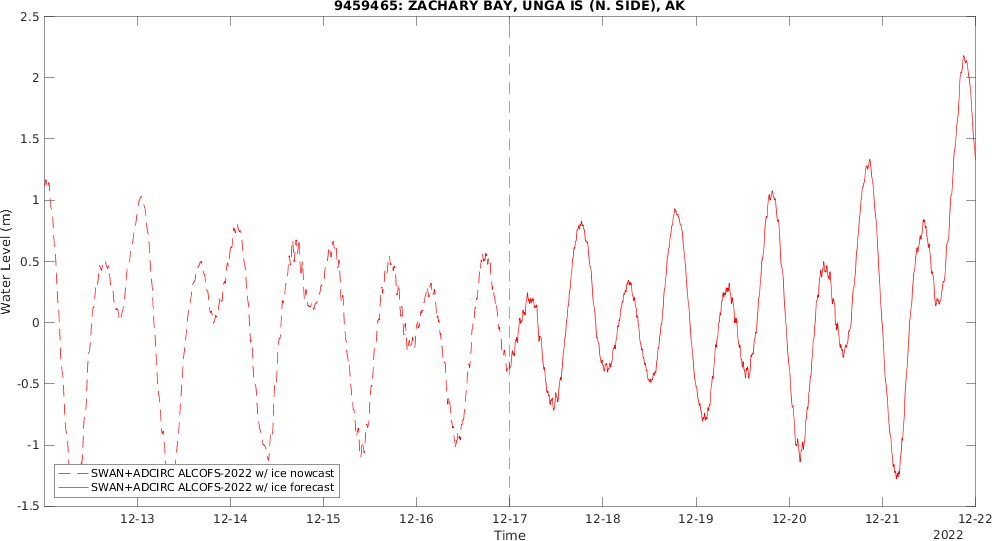 9459465: ZACHARY BAY, UNGA IS (N. SIDE), AK
2.5
2
1.5
1
0.5
0
-0.5
-1
-1.5
Water Level (m)
SWAN+ADCIRC ALCOFS-2022 w/ ice nowcast
SWAN+ADCIRC ALCOFS-2022 w/ ice forecast
12-13 12-14 12-15 12-16 12-17 12-18 12-19 12-20 12-21 12-22
Time
2022